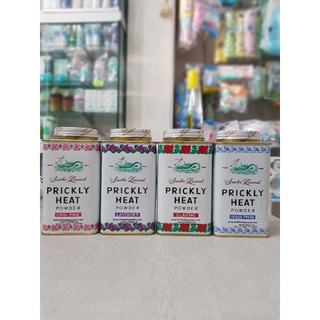 Snake Brand
PRICKLY
HEAT
POWDER
COOL PINK
Snake Brand
PRICKLY
HEAT
POWDER
LAVENDER
Snake Brand
PRICKLY
HEAT
POWDER
CLASSIC
Snake Brand
PRICKLY
HEAT
POWDER
OCEAN FRESH